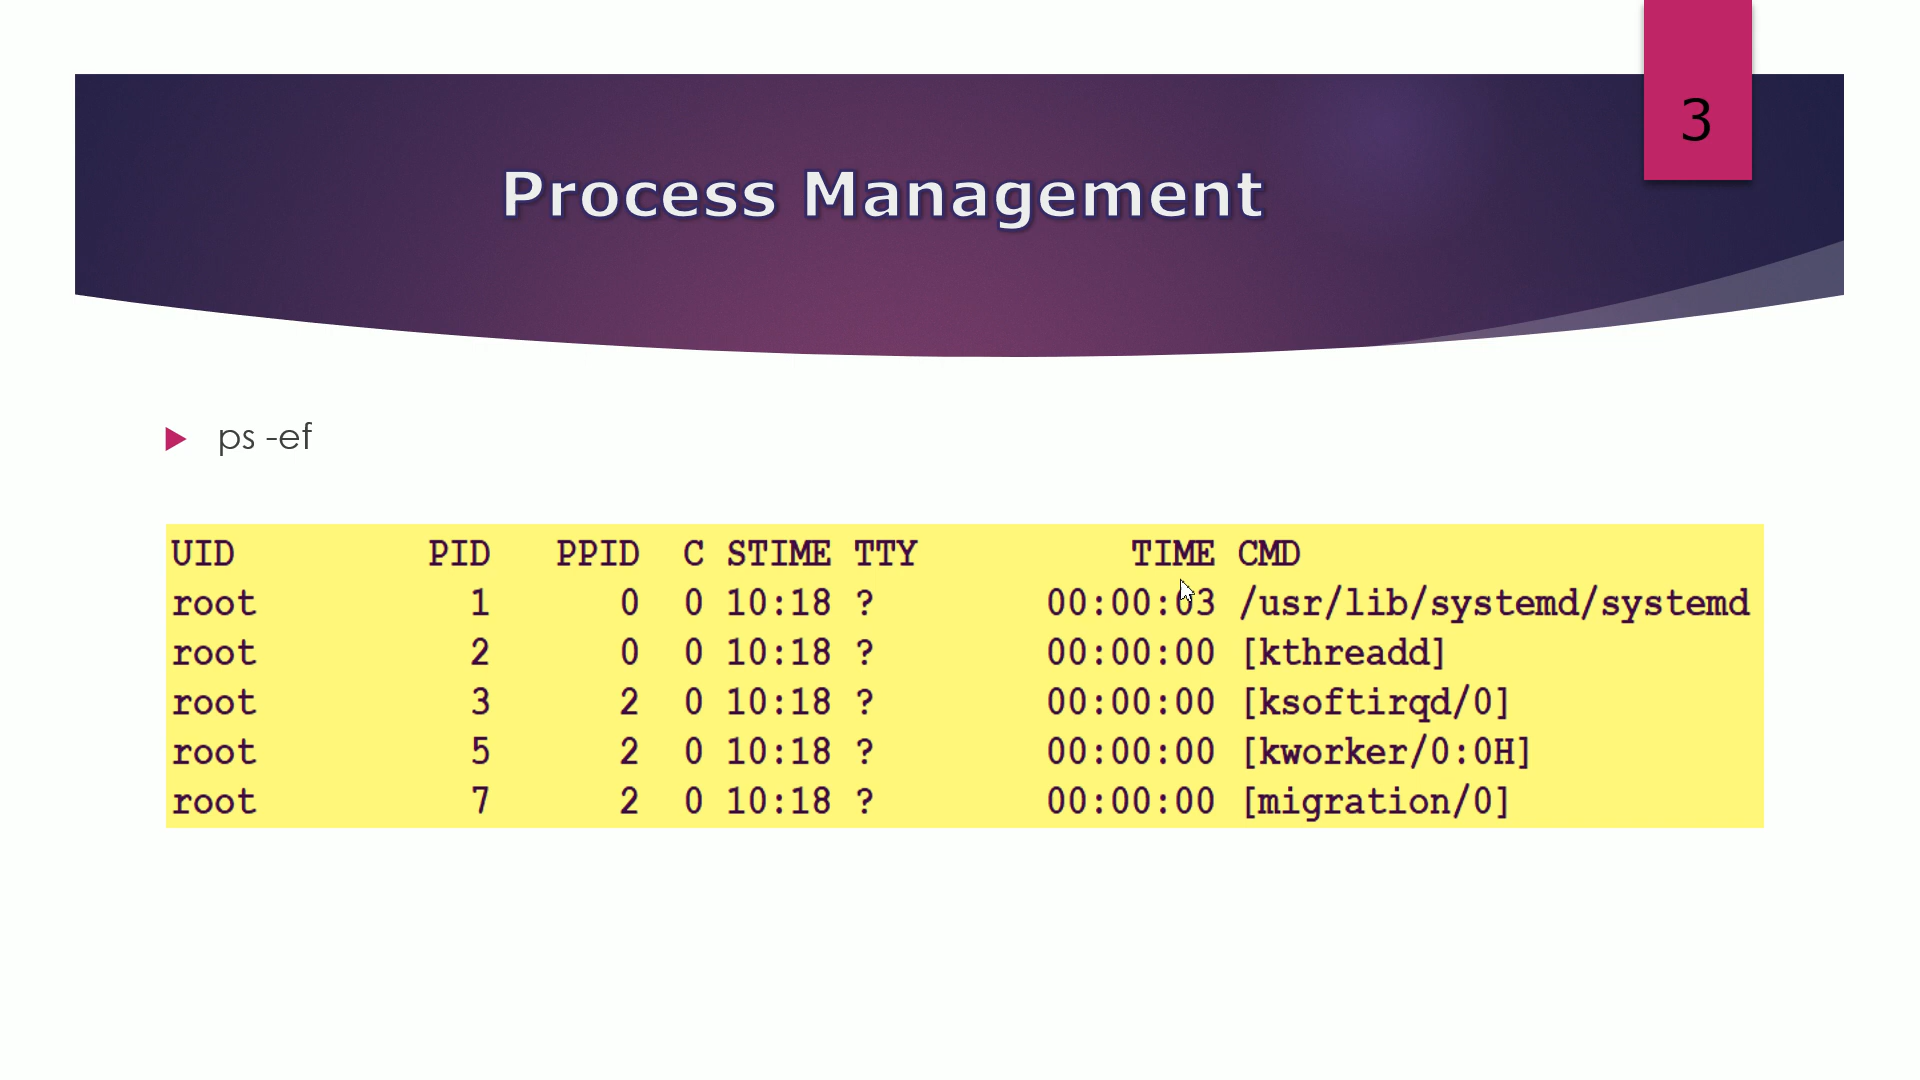 3
Process Management
ps -ef
UID PID PPID C STIME TTY TIME CMD
root 1 0 0 10:18 ? 00:00:03 /usr/lib/systemd/systemd
root 2 0 0 10:18 ? 00:00:00 [kthreadd]
root 3 2 0 10:18 ? 00:00:00 [ksoftirqd/0]
root 5 2 0 10:18 ? 00:00:00 [kworker/0:0H]
root 7 2 0 10:18 ? 00:00:00 [migration/0]